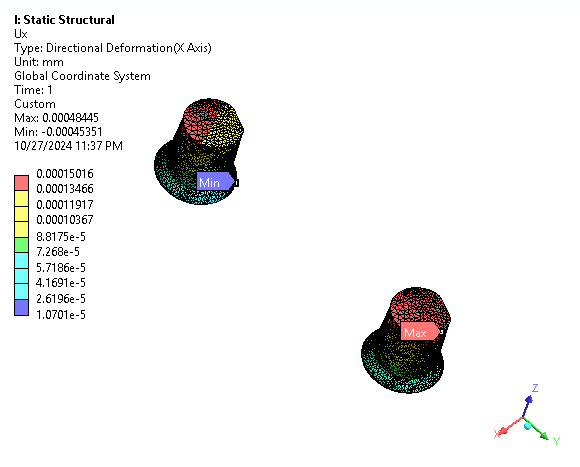 I: Static Structural
Ux
Type: Directional Deformation(X Axis)
Unit: mm
Global Coordinate System
Time: 1
Custom
Max: 0.00048445
Min: -0.00045351
10/27/2024 11:37 PM
0.00015016
0.00013466
0.00011917
0.00010367
8.8175e-5
7.268e-5
5.7186e-5
4.1691e-5
2.6196e-5
1.0701e-5
Min
Max
Z
X
Y